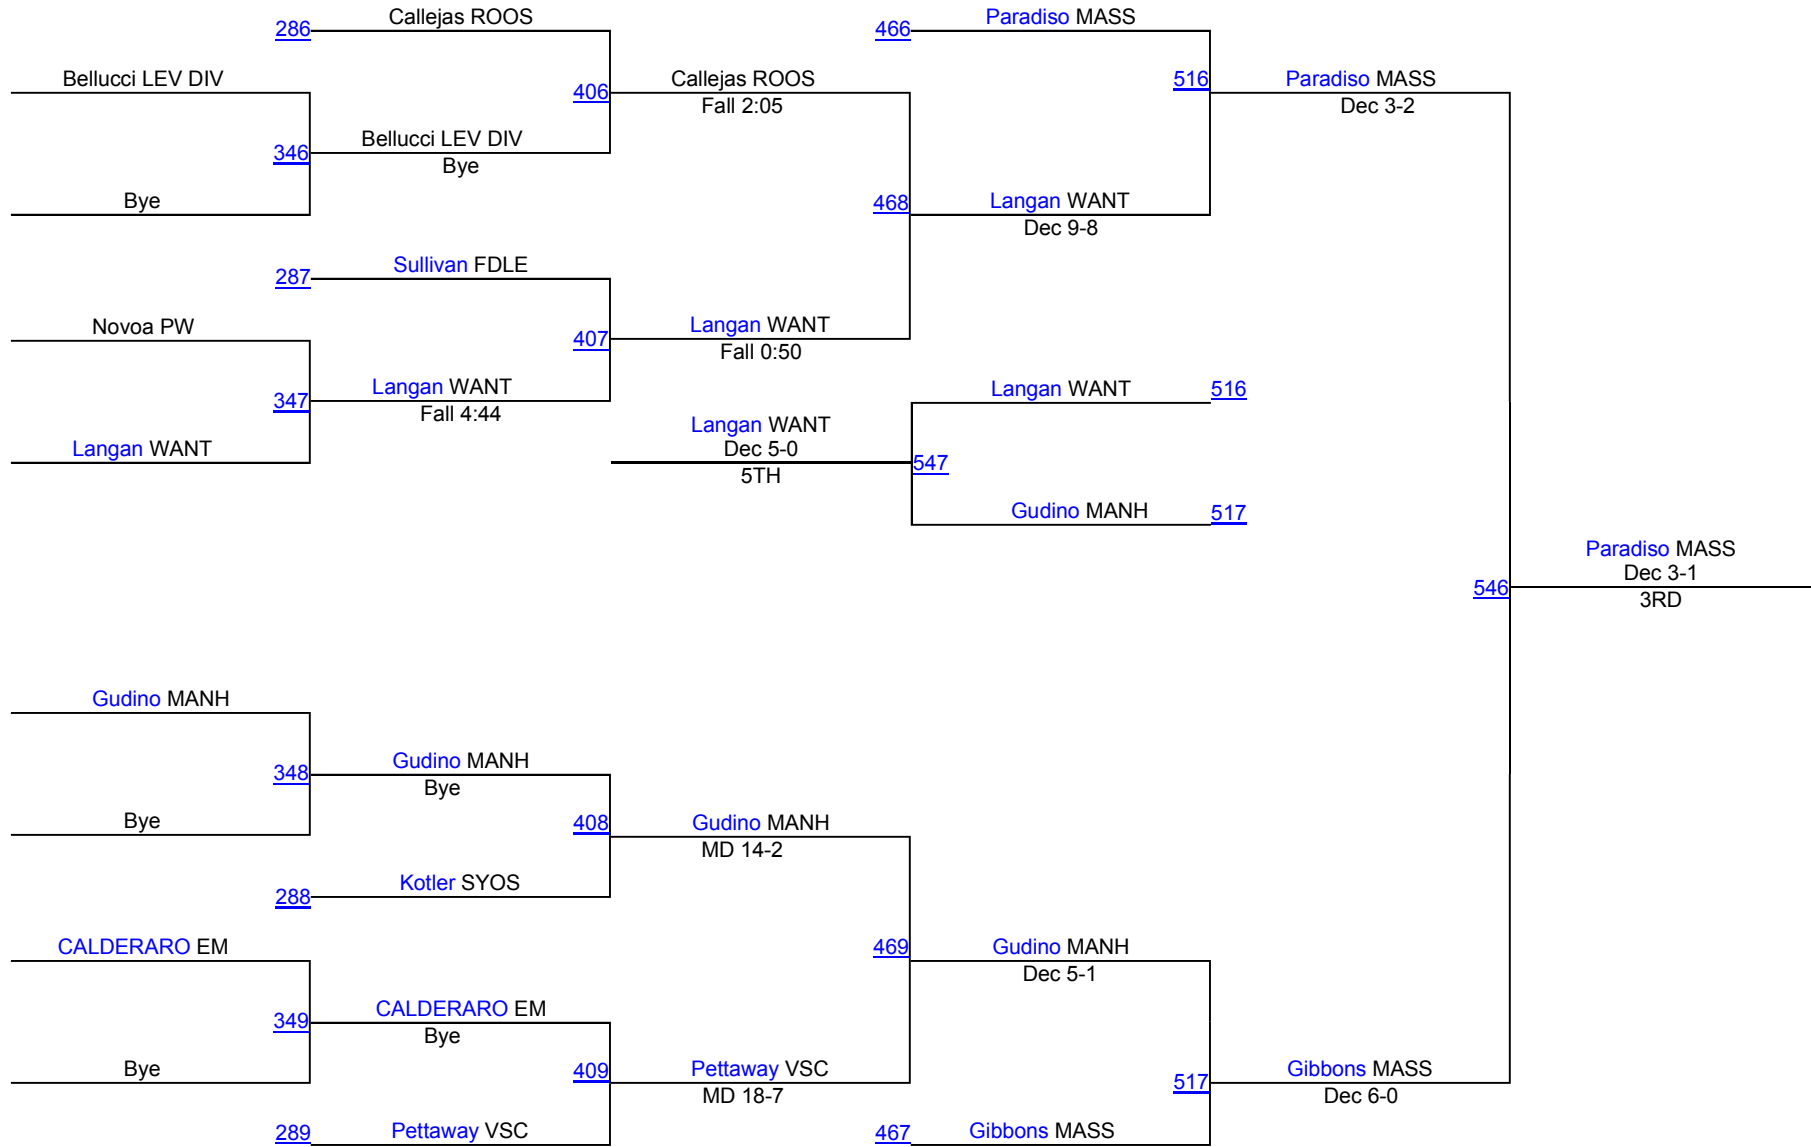 Callejas ROOS
286
Paradiso MASS
466
Bellucci LEV DIV
406
Callejas ROOS
Fall 2:05
516
Paradiso MASS
Dec 3-2
346
Bellucci LEV DIV
Bye
Bye
468
Langan WANT
Dec 9-8
287
Sullivan FDLE
Novoa PW
407
Langan WANT
Fall 0:50
347
Langan WANT
Fall 4:44
Langan WANT
516
Langan WANT
Langan WANT
Dec 5-0
5TH
547
Gudino MANH
517
546
Paradiso MASS
Dec 3-1
3RD
Gudino MANH
348
Gudino MANH
Bye
Bye
408
Gudino MANH
MD 14-2
288
Kotler SYOS
CALDERARO EM
469
Gudino MANH
Dec 5-1
349
CALDERARO EM
Bye
Bye
409
Pettaway VSC
MD 18-7
517
Gibbons MASS
Dec 6-0
289
Pettaway VSC
467
Gibbons MASS